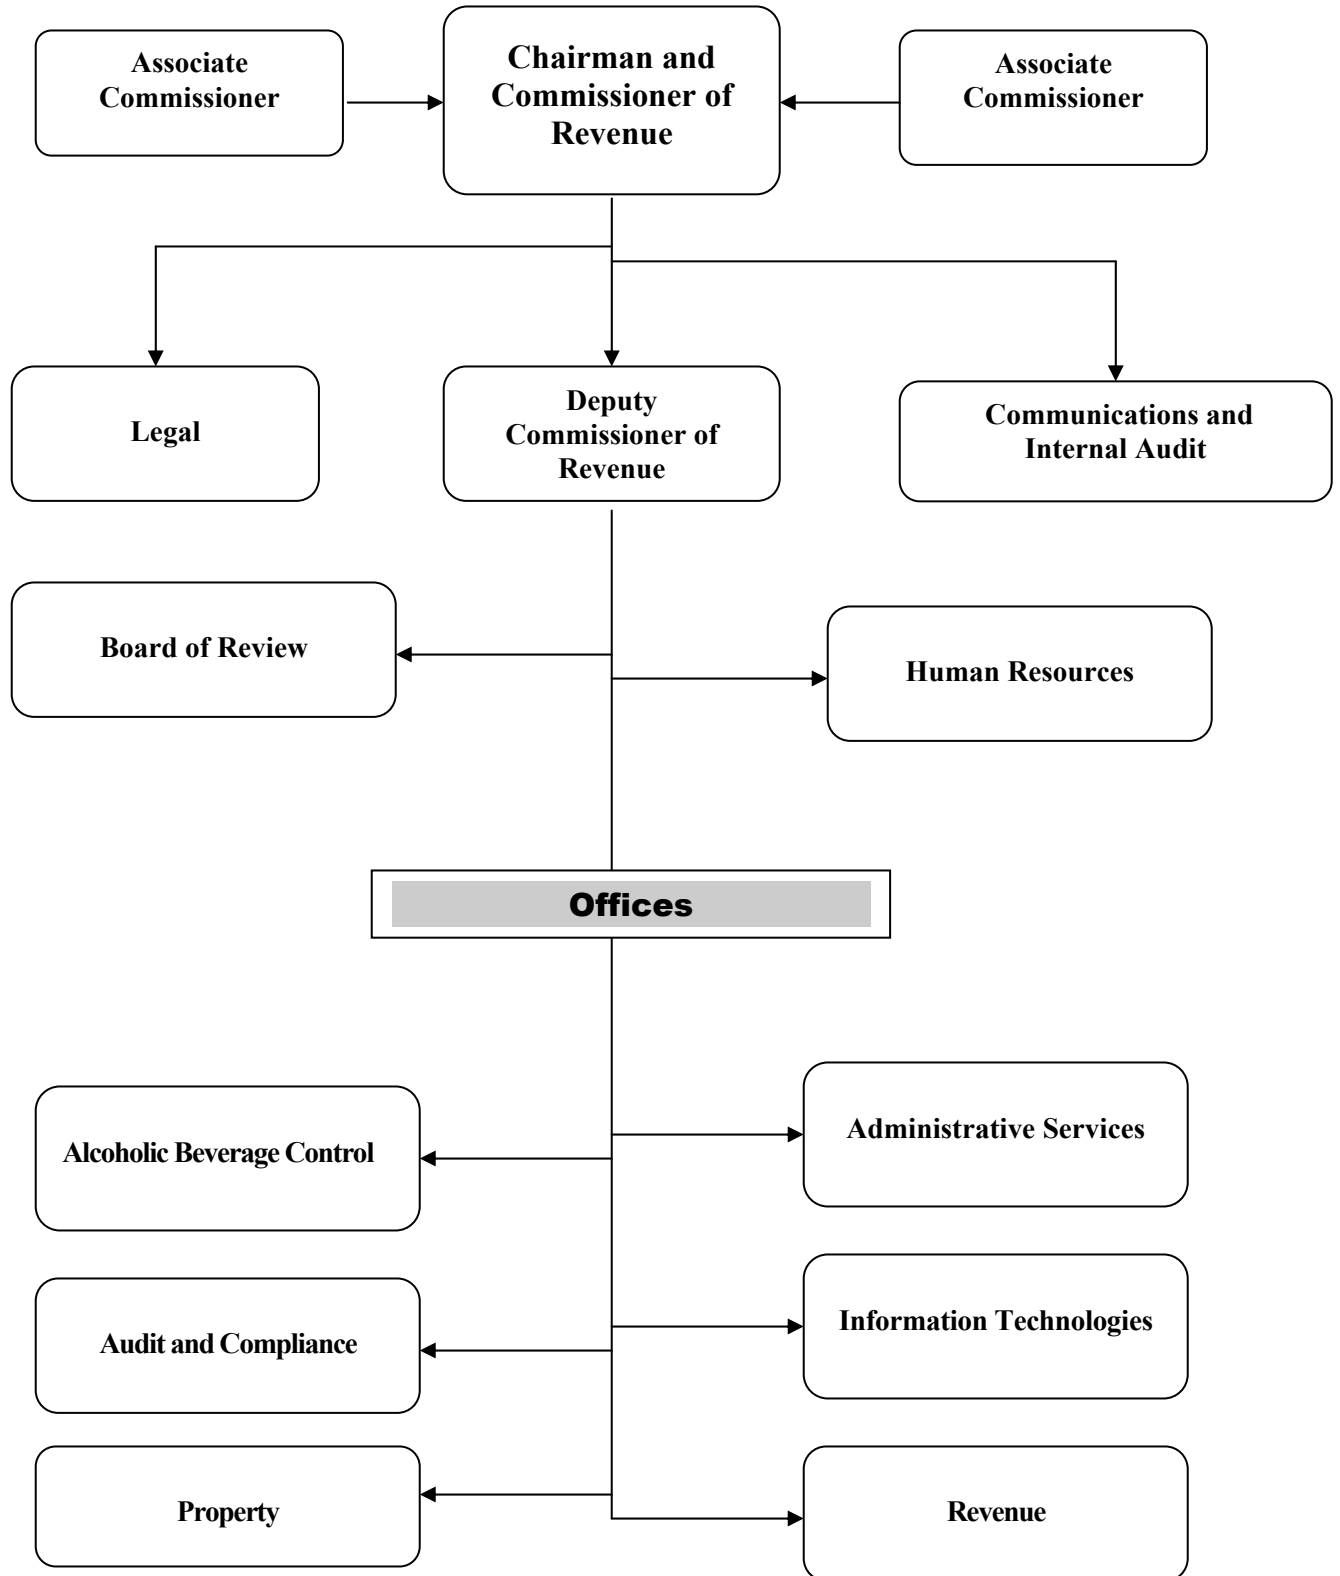 Associate
Commissioner
Chairman and
Commissioner of
Revenue
Associate
Commissioner
Legal
Deputy
Commissioner of
Revenue
Communications and
Internal Audit
Board of Review
Human Resources
Offices
Alcoholic Beverage Control
Administrative Services
Audit and Compliance
Information Technologies
Property
Revenue